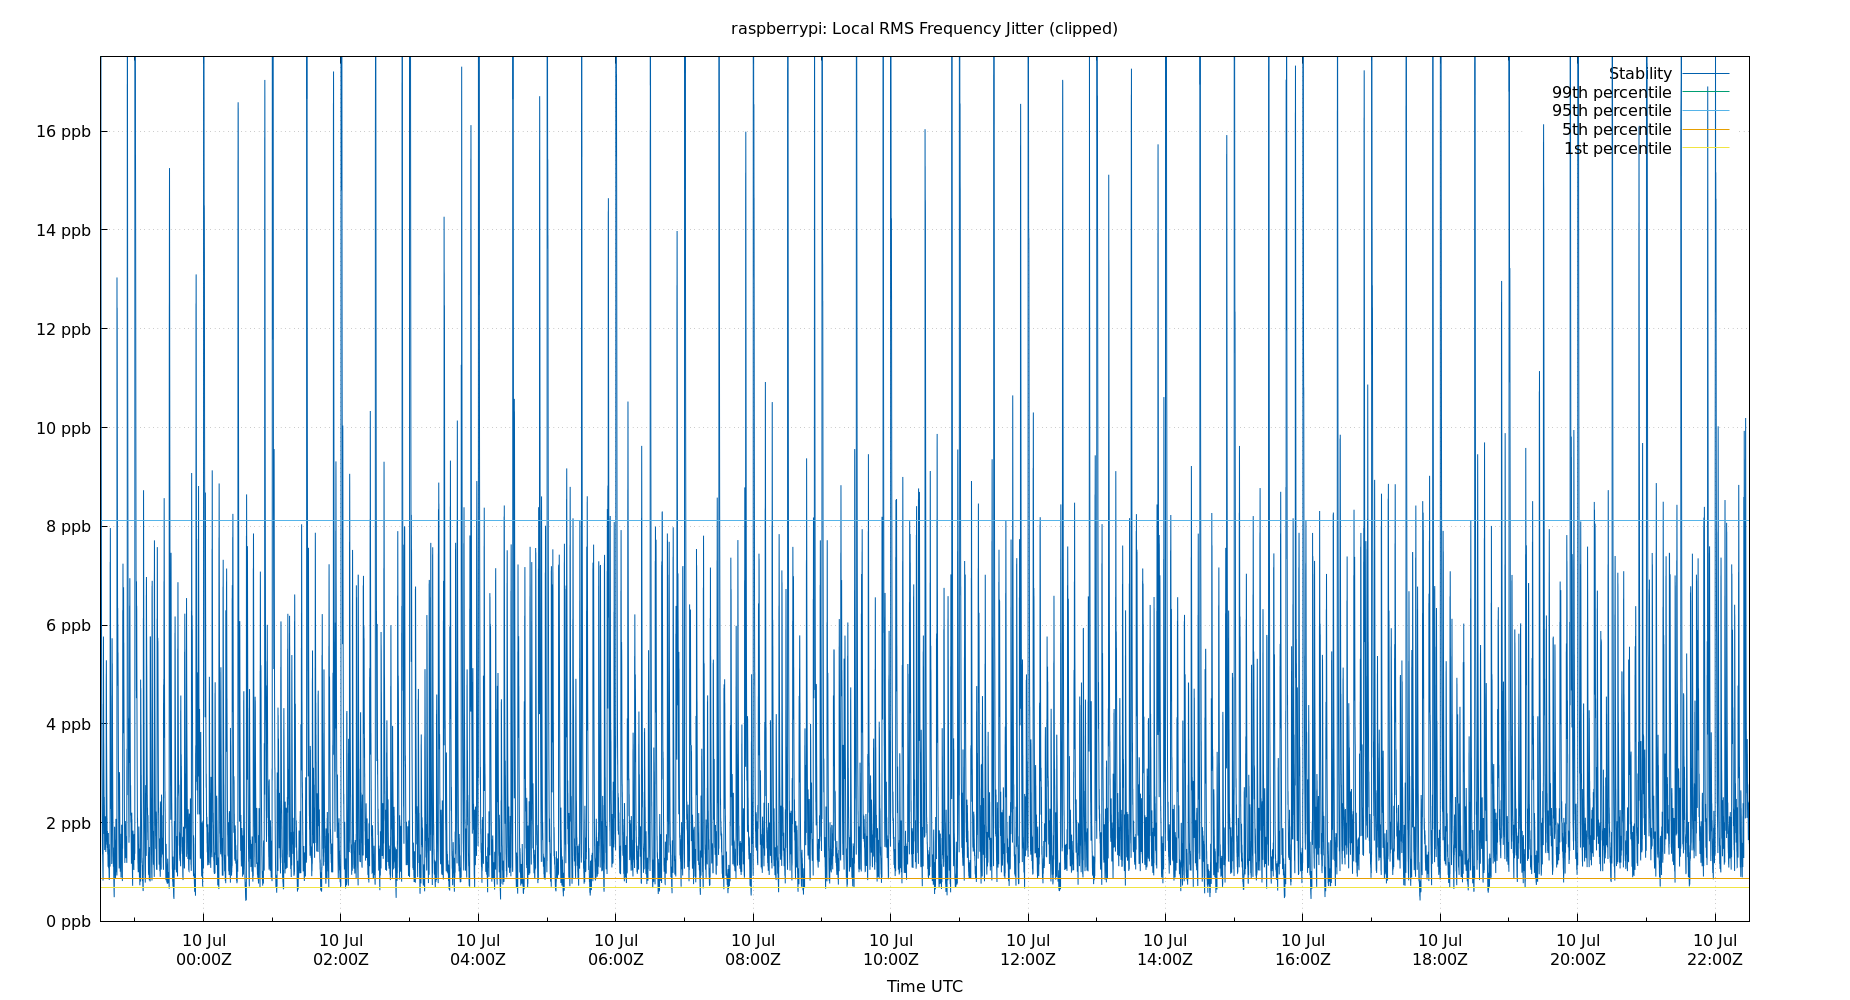 raspberrypi: Local RMS Frequency Jitter (clipped)
Stability
99th percentile
95th percentile
5th percentile
1st percentile
16 ppb
14 ppb
12 ppb
10 ppb
8 ppb
6 ppb
4 ppb
2 ppb
0 ppb
10 Jul 10 Jul 10 Jul 10 Jul 10 Jul 10 Jul 10 Jul 10 Jul 10 Jul 10 Jul 10 Jul 10 Jul
00:00Z 02:00Z 04:00Z 06:00Z 08:00Z 10:00Z 12:00Z 14:00Z 16:00Z 18:00Z 20:00Z 22:00Z
Time UTC